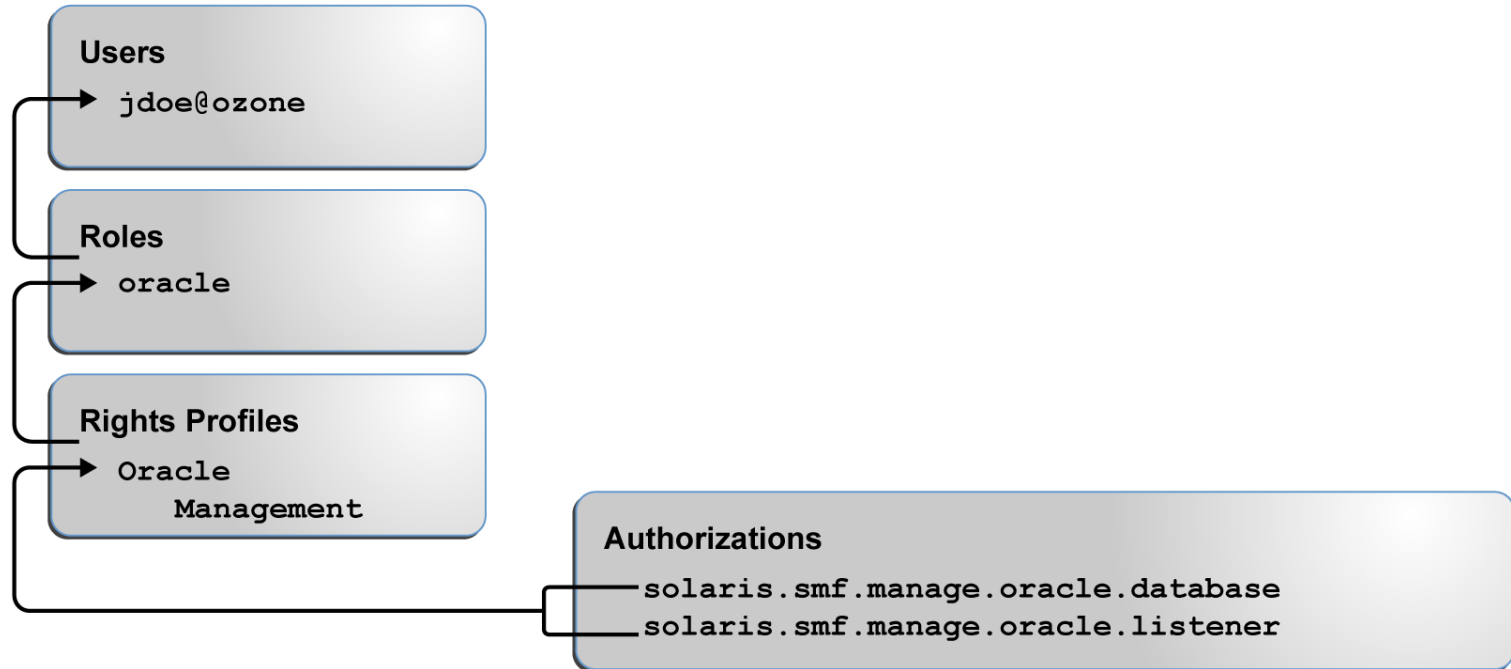 Users
jdoe@ozone
Roles
oracle
Rights Profiles
Oracle
Management
Authorizations
solaris.smf.manage.oracle.database
solaris.smf.manage.oracle.listener